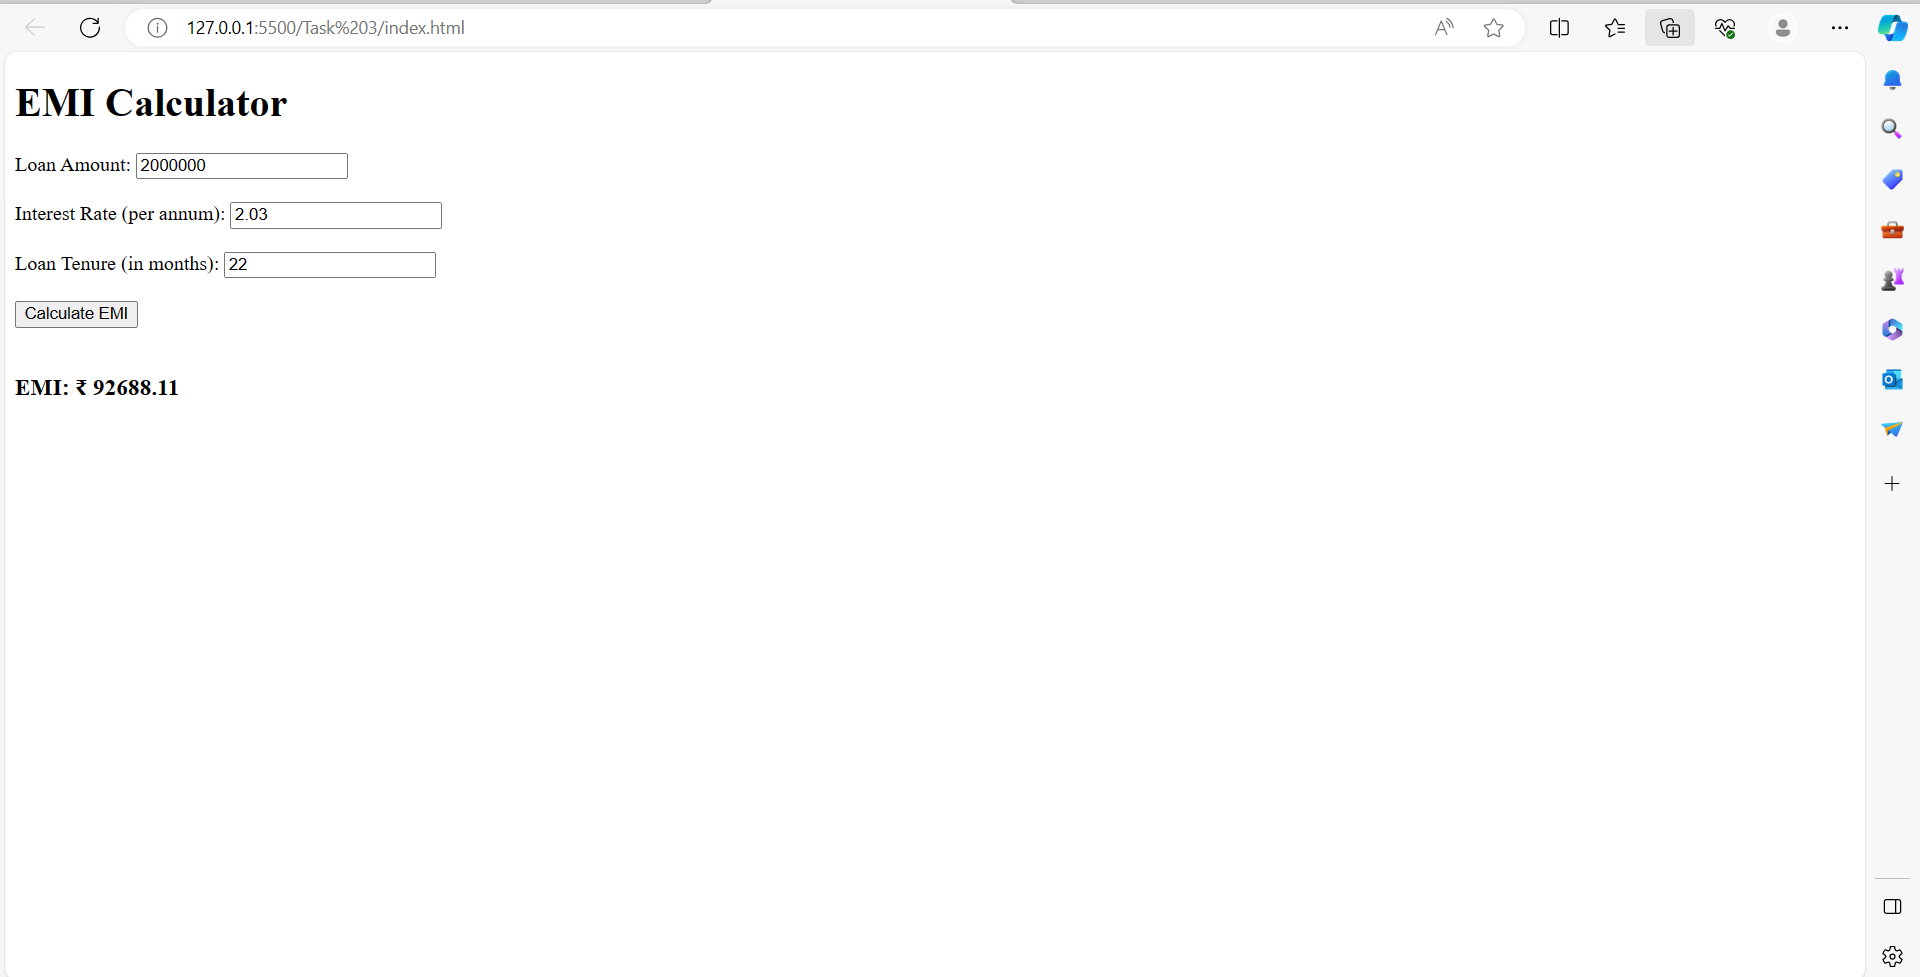 127.0.0.1:5500/Task%203/index.html
EMI Calculator
Loan Amount: 2000000
Interest Rate (per annum): 2.03
Loan Tenure (in months): 22
Calculate EMI
EMI: ₹ 92688.11